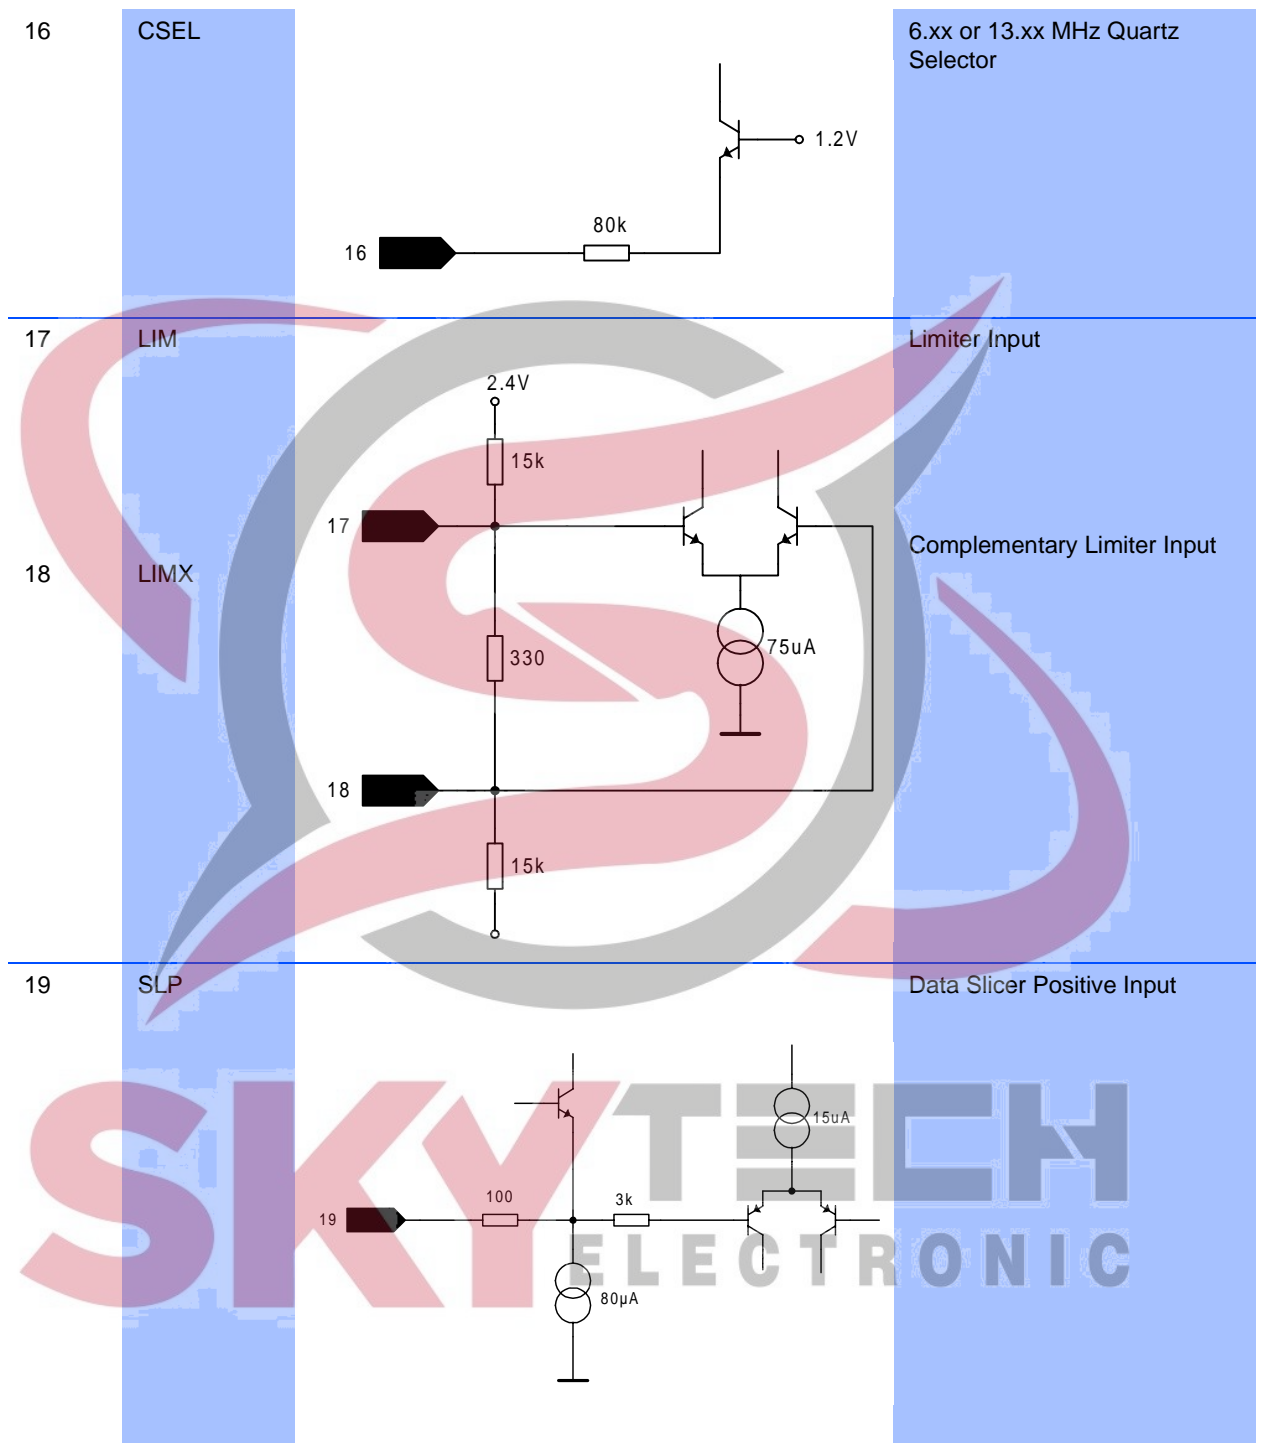 16 CSEL 6.xx or 13.xx MHz Quartz
Selector
1.2V
80k
16
17 LIM Limiter Input
2.4V
15k
17
Complementary Limiter Input
18 LIMX
75uA
330
18
15k
19 SLP Data Slicer Positive Input
15uA
100
3k
19
80µA
SKYTECH
ELECTRONIC